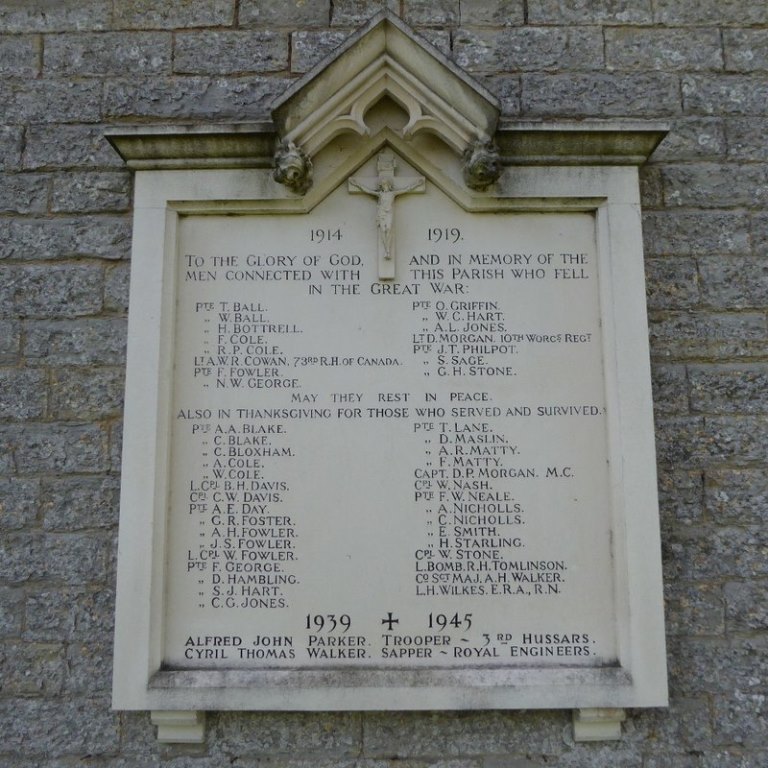 1914 1919.
TO THE GLORY OF GOD, AND IN MEMORY OF THE
MEN CONNECTED WITH THIS PARISH WHO FELL
IN THE GREAT WAR:
PTE T. BALL.
„ W. BALL.
„ H. BOTTRELL.
„ F. COLE.
„ R.P. COLE.
LT A.W.R. COWAN, 73RD R.H. OF CANADA.
PTE F. FOWLER.
„ N.W. GEORGE.
PTE O. GRIFFIN.
„ W.C. HART.
„ A.L. JONES.
LT D. MORGAN. 10TH WORCS REGT
PTE J.T. PHILPOT.
„ S. SAGE.
„ G.H. STONE.
MAY THEY REST IN PEACE.
ALSO IN THANKSGIVING FOR THOSE WHO SERVED AND SURVIVED.
PTE A.A. BLAKE.
„ C. BLAKE.
„ C. BLOXHAM.
„ A. COLE.
„ W. COLE.
L. CPL B.H. DAVIS.
CPL C.W. DAVIS.
PTE A.E. DAY.
„ G.R. FOSTER.
„ A.H. FOWLER.
„ J.S. FOWLER.
L. CPL W. FOWLER.
PTE F. GEORGE.
„ D. HAMBLING.
„ S.J. HART.
„ C.G. JONES.
PTE T. LANE.
„ D. MASLIN.
„ A.R. MATTY.
„ F. MATTY.
CAPT. D.P. MORGAN. M.C.
CPL W. NASH.
PTE F.W. NEALE.
„ A. NICHOLLS.
„ C. NICHOLLS.
„ E. SMITH.
„ H. STARLING.
CPL W. STONE.
L. BOMB. R.H. TOMLINSON.
CO SGT MAJ. A.H. WALKER.
L.H. WILKES. E.R.A., R.N.
1939 ✠ 1945
ALFRED JOHN PARKER. TROOPER ~ 3RD HUSSARS.
CYRIL THOMAS WALKER. SAPPER ~ ROYAL ENGINEERS.